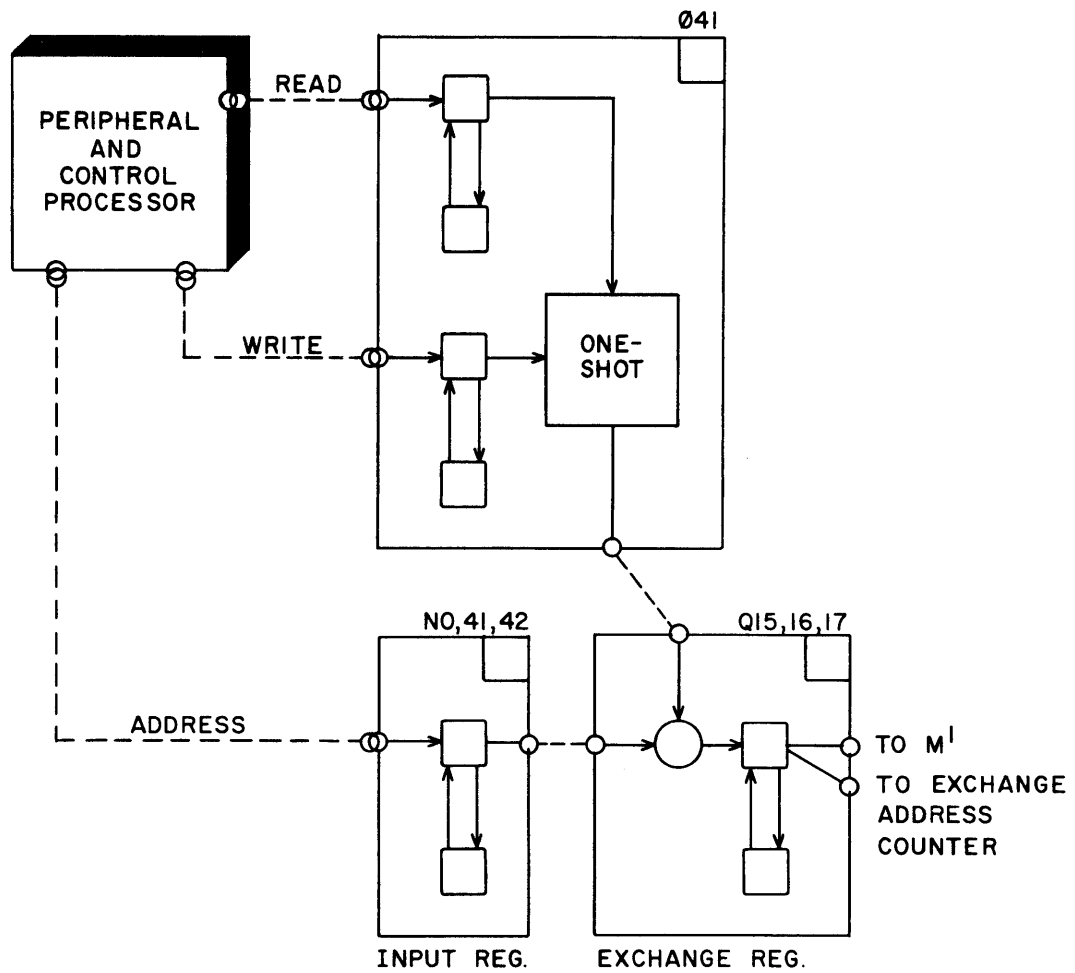 Ø41
READ
PERIPHERAL
AND
CONTROL
PROCESSOR
WRITE
ONE-
SHOT
NO,41,42
Q15,16,17
ADDRESS
TO M¹
TO EXCHANGE
ADDRESS
COUNTER
INPUT REG.
EXCHANGE REG.